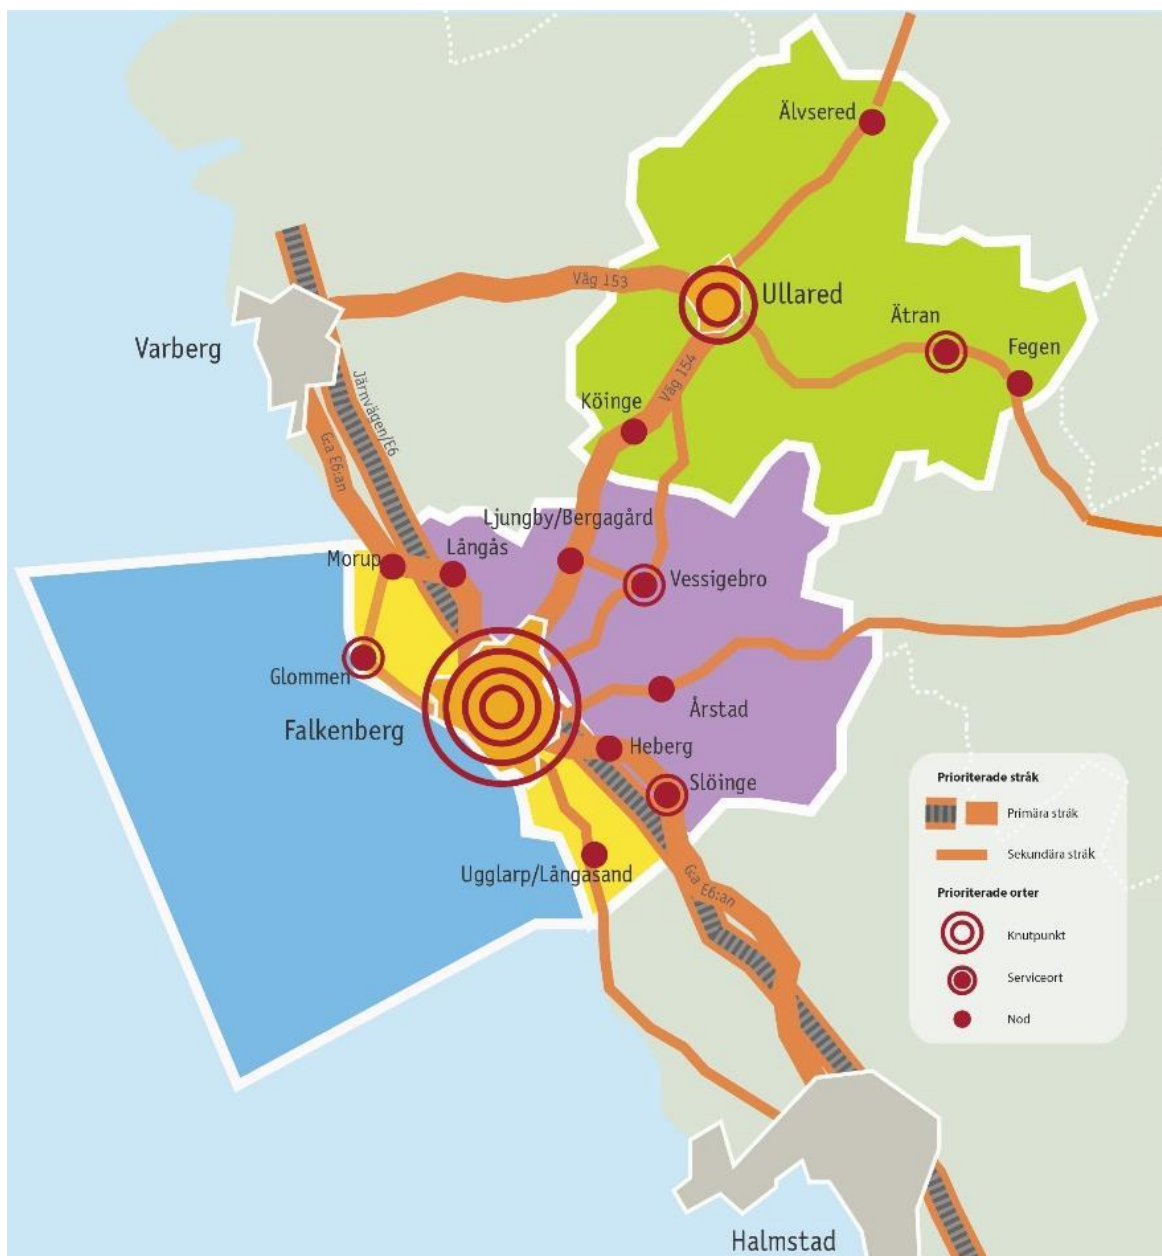 Älvsered
Väg 153
Ullared
Ätran
Varberg
Fegen
Järnvägen/E6
Väg 154
Köinge
G:a E6:an
Ljungby/Bergagård
Morup
Långås
Vessigebro
Glommen
Årstad
Falkenberg
Heberg
Slöinge
Ugglarp/Långasand
G:a E6:an
Prioriterade stråk
Primära stråk
Sekundära stråk
Prioriterade orter
Knutpunkt
Serviceort
Nod
Halmstad